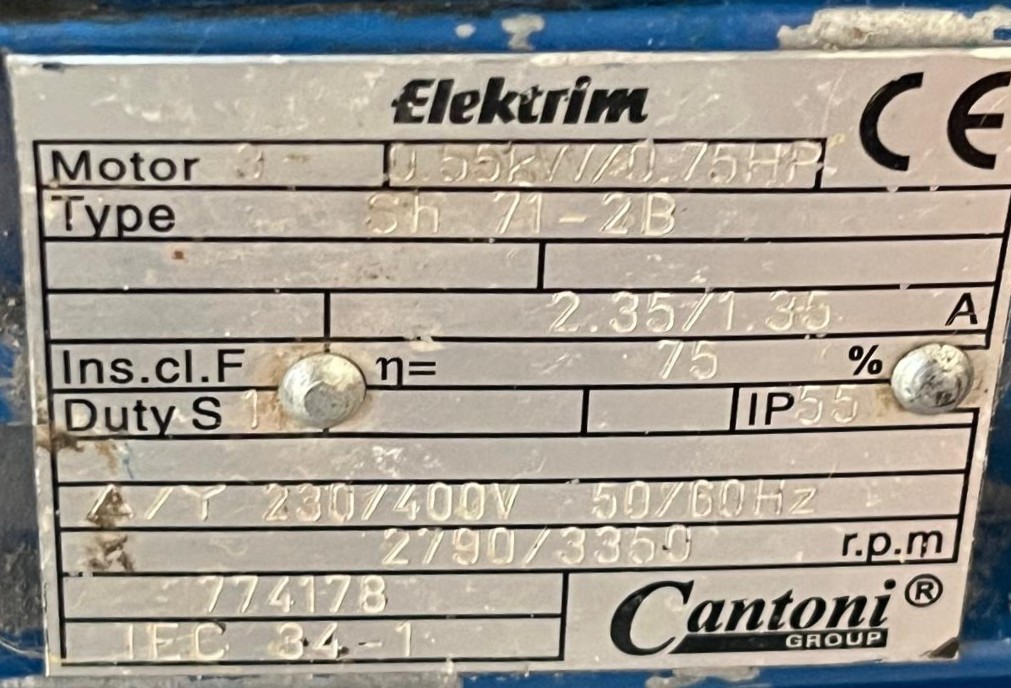 Elektrim CE
Motor 3~ 0.55kW/0.75HP
Type Sh 71-2B
2.35/1.35 A
Ins.cl.F η= 75 %
Duty S 1 IP55
Δ/Y 230/400V 50/60Hz
2790/3350 r.p.m
774178
IEC 34-1
Cantoni®
GROUP